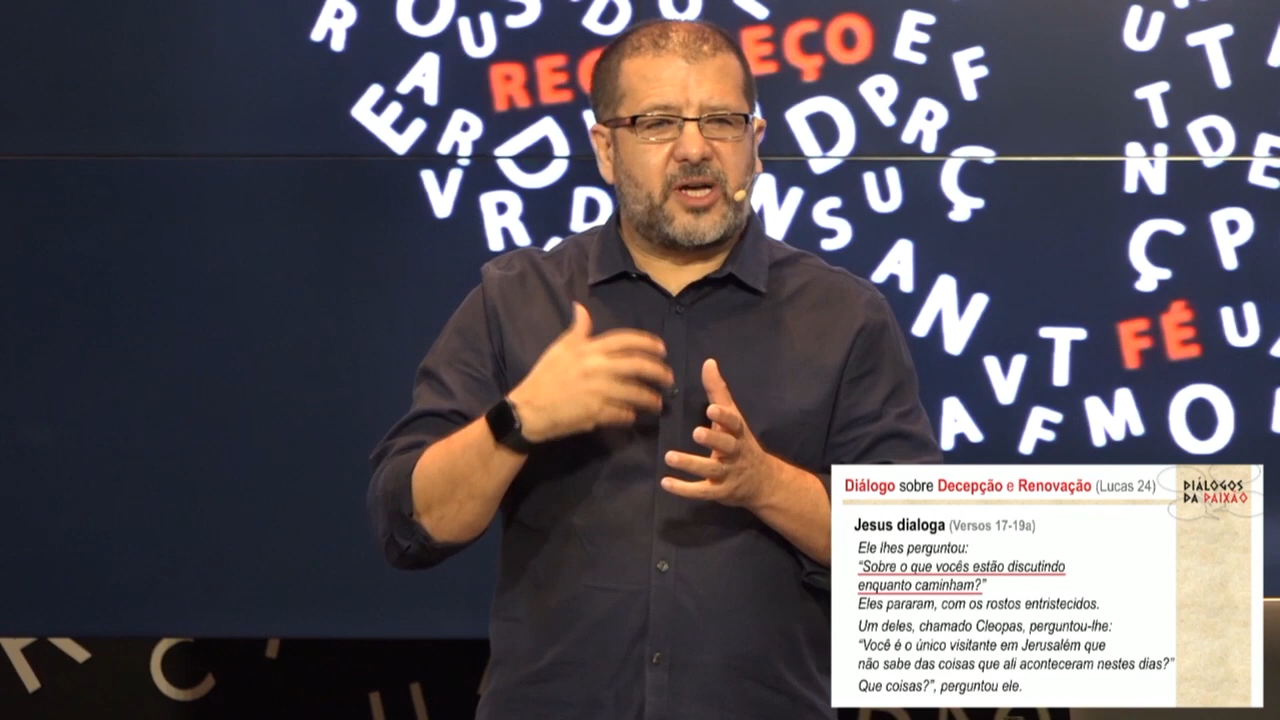 RECOMEÇO
FÉ
Diálogo sobre Decepção e Renovação (Lucas 24)
DIÁLOGOS
DA PAIXÃO
Jesus dialoga (Versos 17-19a)
Ele lhes perguntou:
“Sobre o que vocês estão discutindo
enquanto caminham?”
Eles pararam, com os rostos entristecidos.
Um deles, chamado Cleopas, perguntou-lhe:
“Você é o único visitante em Jerusalém que
não sabe das coisas que ali aconteceram nestes dias?”
Que coisas?”, perguntou ele.